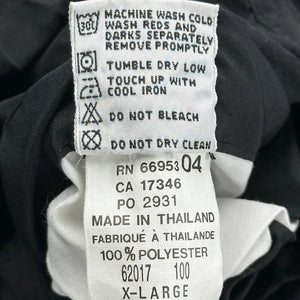 30C
MACHINE WASH COLD
WASH REDS AND
DARKS SEPARATELY
REMOVE PROMPTLY
TUMBLE DRY LOW
TOUCH UP WITH
COOL IRON
DO NOT BLEACH
DO NOT DRY CLEAN
RN 66953 04
CA 17346
PO 2931
MADE IN THAILAND
FABRIQUÉ À THAILANDE
100% POLYESTER
62017 100
X-LARGE